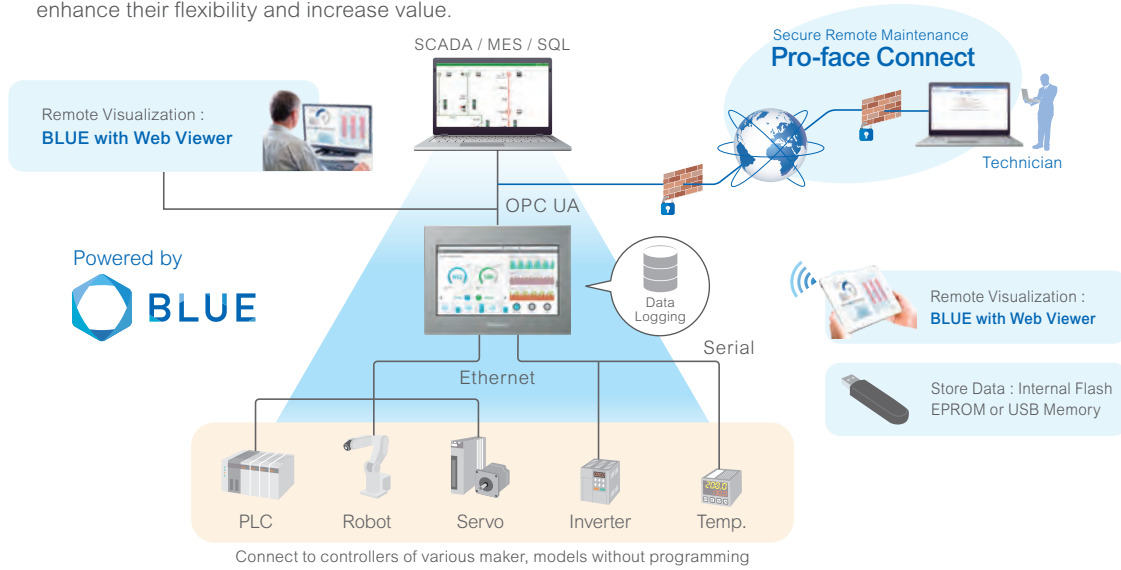 enhance their flexibility and increase value.
SCADA / MES / SQL
Secure Remote Maintenance
Pro-face Connect
Remote Visualization :
BLUE with Web Viewer
Technician
OPC UA
Powered by
BLUE
Data
Logging
Remote Visualization :
BLUE with Web Viewer
Serial
Ethernet
Store Data : Internal Flash
EPROM or USB Memory
PLC
Robot
Servo
Inverter
Temp.
Connect to controllers of various maker, models without programming